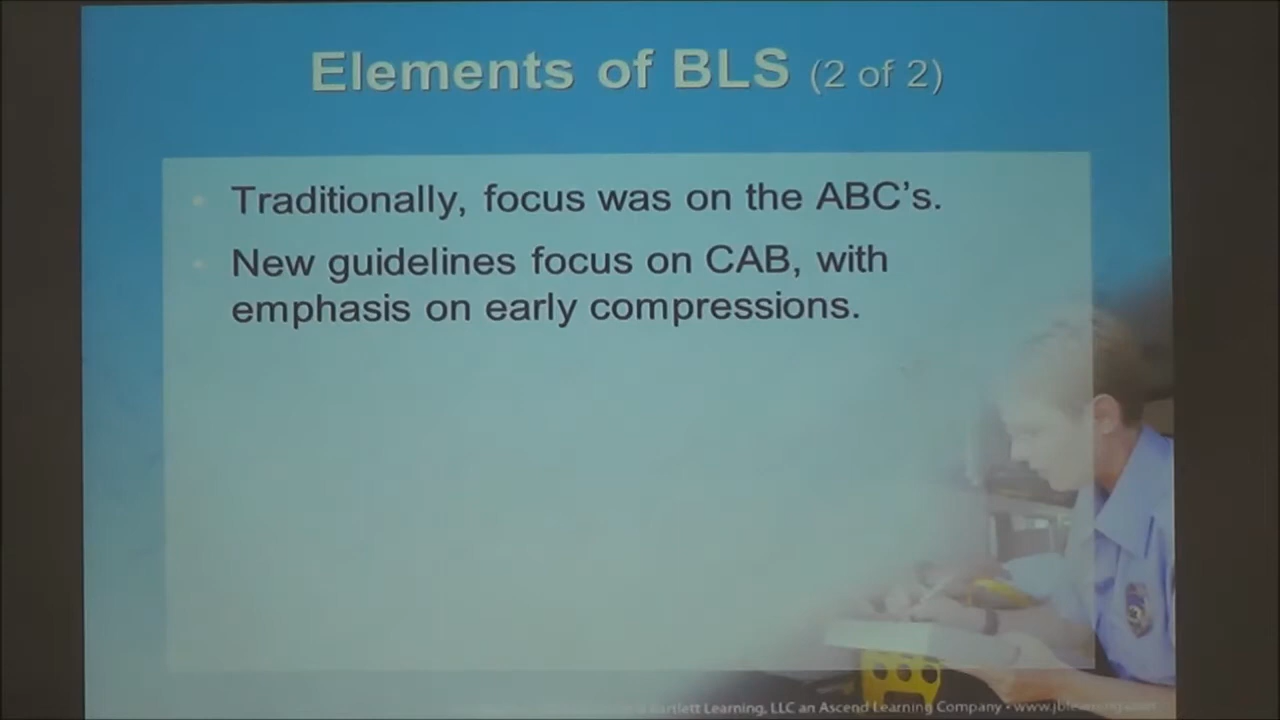 Elements of BLS (2 of 2)
Traditionally, focus was on the ABC’s.
New guidelines focus on CAB, with
emphasis on early compressions.
Bartlett Learning, LLC an Ascend Learning Company • www.jblearning.com